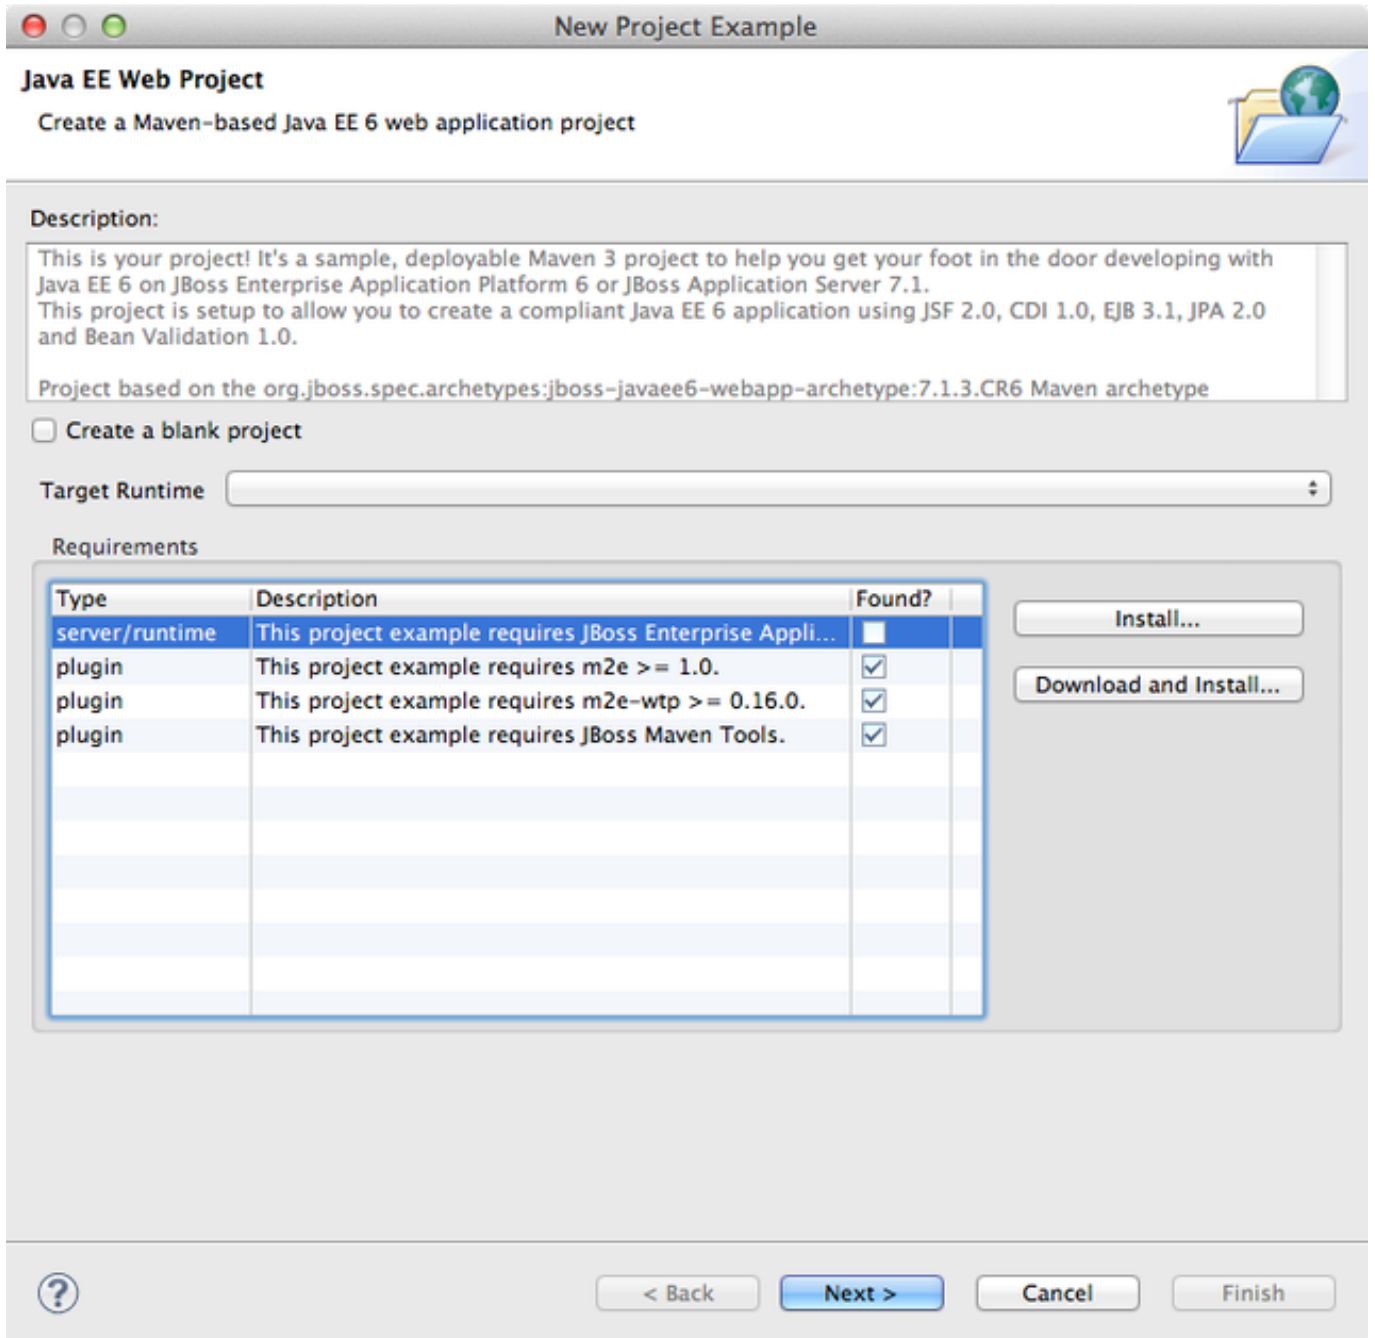 New Project Example
Java EE Web Project
Create a Maven-based Java EE 6 web application project
Description:
This is your project! It's a sample, deployable Maven 3 project to help you get your foot in the door developing with
Java EE 6 on JBoss Enterprise Application Platform 6 or JBoss Application Server 7.1.
This project is setup to allow you to create a compliant Java EE 6 application using JSF 2.0, CDI 1.0, EJB 3.1, JPA 2.0
and Bean Validation 1.0.
Project based on the org.jboss.spec.archetypes:jboss-javaee6-webapp-archetype:7.1.3.CR6 Maven archetype
Create a blank project
Target Runtime
Requirements
Type Description Found?
server/runtime This project example requires JBoss Enterprise Appli...
plugin This project example requires m2e >= 1.0.
plugin This project example requires m2e-wtp >= 0.16.0.
plugin This project example requires JBoss Maven Tools.
Install...
Download and Install...
? < Back Next > Cancel Finish